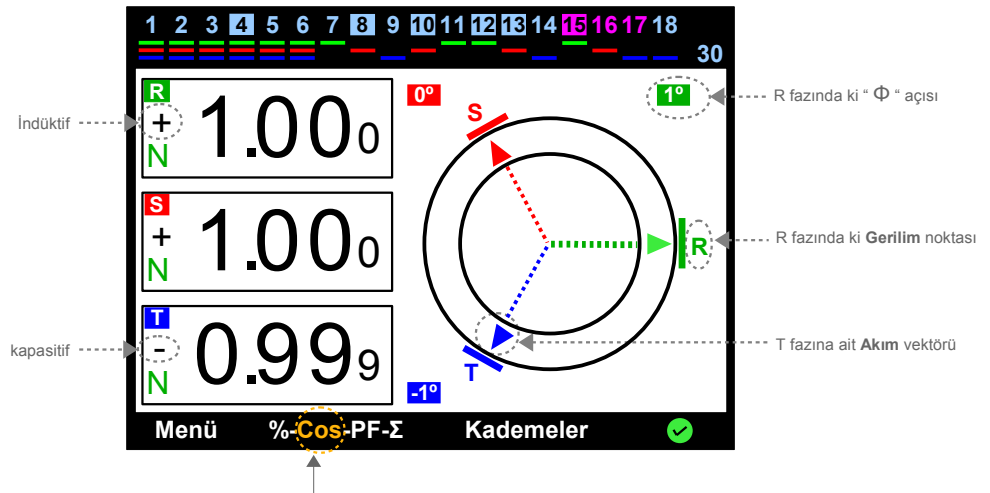 1 2 3 4 5 6 7 8 9 10 11 12 13 14 15 16 17 18
30
R
+
N
1.000
0º
S
1º
R fazında ki “ Φ “ açısı
İndüktif
S
+
N
1.000
R
R fazında ki Gerilim noktası
T
-
N
0.999
kapasitif
T
T fazına ait Akım vektörü
-1º
Menü %-Cos-PF-Σ Kademeler